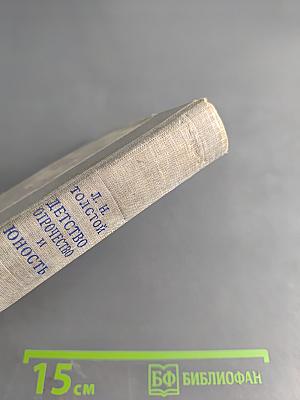 Л. Н.
ТОЛСТОЙ
ДЕТСТВО
ОТРОЧЕСТВО
И
ЮНОСТЬ
15 см
БФ БИБЛИОФАН